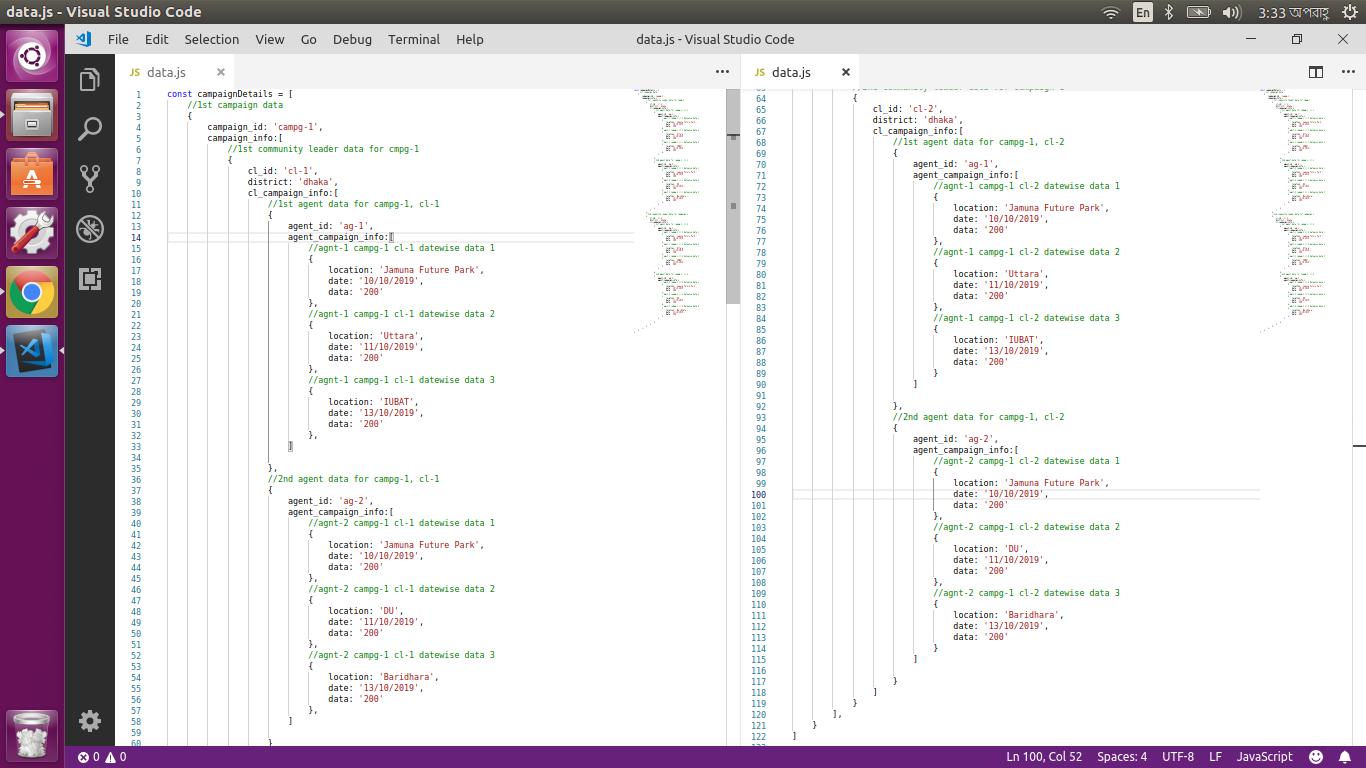 data.js - Visual Studio Code
En
3:33 অপরাহ্ণ
File Edit Selection View Go Debug Terminal Help
data.js - Visual Studio Code
JS data.js
JS data.js
1 const campaignDetails = [
2 //1st campaign data
3 {
4 campaign_id: 'campg-1',
5 campaign_info:[
6 //1st community leader data for cmpg-1
7 {
8 cl_id: 'cl-1',
9 district: 'dhaka',
10 cl_campaign_info:[
11 //1st agent data for campg-1, cl-1
12 {
13 agent_id: 'ag-1',
14 agent_campaign_info:[
15 //agnt-1 campg-1 cl-1 datewise data 1
16 {
17 location: 'Jamuna Future Park',
18 date: '10/10/2019',
19 data: '200'
20 },
21 //agnt-1 campg-1 cl-1 datewise data 2
22 {
23 location: 'Uttara',
24 date: '11/10/2019',
25 data: '200'
26 },
27 //agnt-1 campg-1 cl-1 datewise data 3
28 {
29 location: 'IUBAT',
30 date: '13/10/2019',
31 data: '200'
32 },
33 ]
34
35 },
36 //2nd agent data for campg-1, cl-1
37 {
38 agent_id: 'ag-2',
39 agent_campaign_info:[
40 //agnt-2 campg-1 cl-1 datewise data 1
41 {
42 location: 'Jamuna Future Park',
43 date: '10/10/2019',
44 data: '200'
45 },
46 //agnt-2 campg-1 cl-1 datewise data 2
47 {
48 location: 'DU',
49 date: '11/10/2019',
50 data: '200'
51 },
52 //agnt-2 campg-1 cl-1 datewise data 3
53 {
54 location: 'Baridhara',
55 date: '13/10/2019',
56 data: '200'
57 },
58 ]
59
60 }
64 {
65 cl_id: 'cl-2',
66 district: 'dhaka',
67 cl_campaign_info:[
68 //1st agent data for campg-1, cl-2
69 {
70 agent_id: 'ag-1',
71 agent_campaign_info:[
72 //agnt-1 campg-1 cl-2 datewise data 1
73 {
74 location: 'Jamuna Future Park',
75 date: '10/10/2019',
76 data: '200'
77 },
78 //agnt-1 campg-1 cl-2 datewise data 2
79 {
80 location: 'Uttara',
81 date: '11/10/2019',
82 data: '200'
83 },
84 //agnt-1 campg-1 cl-2 datewise data 3
85 {
86 location: 'IUBAT',
87 date: '13/10/2019',
88 data: '200'
89 }
90 ]
91
92 },
93 //2nd agent data for campg-1, cl-2
94 {
95 agent_id: 'ag-2',
96 agent_campaign_info:[
97 //agnt-2 campg-1 cl-2 datewise data 1
98 {
99 location: 'Jamuna Future Park',
100 date: '10/10/2019',
101 data: '200'
102 },
103 //agnt-2 campg-1 cl-2 datewise data 2
104 {
105 location: 'DU',
106 date: '11/10/2019',
107 data: '200'
108 },
109 //agnt-2 campg-1 cl-2 datewise data 3
110 {
111 location: 'Baridhara',
112 date: '13/10/2019',
113 data: '200'
114 }
115 ]
116
117 }
118 ]
119 }
120 ],
121 }
122 ]
0 0
Ln 100, Col 52 Spaces: 4 UTF-8 LF JavaScript